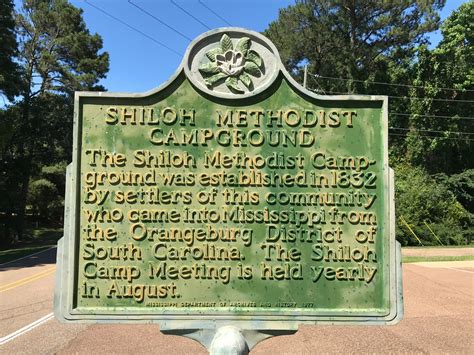 SHILOH METHODIST
CAMPGROUND
The Shiloh Methodist Camp-
ground was established in 1832
by settlers of this community
who came into Mississippi from
the Orangeburg District of
South Carolina. The Shiloh
Camp Meeting is held yearly
in August.
MISSISSIPPI DEPARTMENT OF ARCHIVES AND HISTORY 1977